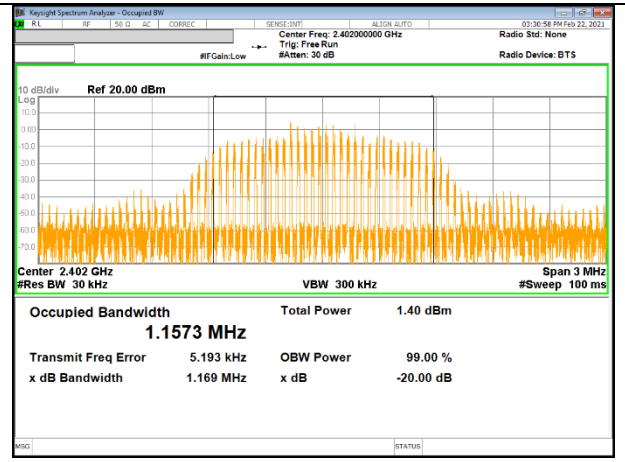 Keysight Spectrum Analyzer - Occupied BW
RL RF 50 Ω AC CORREC SENSE:INT ALIGN AUTO 03:30:58 PM Feb 22, 2021
Center Freq: 2.402000000 GHz Radio Std: None
Trig: Free Run
#IFGain:Low #Atten: 30 dB Radio Device: BTS
10 dB/div Ref 20.00 dBm
Log
10.0
0.00
-10.0
-20.0
-30.0
-40.0
-50.0
-60.0
-70.0
Center 2.402 GHz Span 3 MHz
#Res BW 30 kHz VBW 300 kHz #Sweep 100 ms
Occupied Bandwidth Total Power 1.40 dBm
1.1573 MHz
Transmit Freq Error 5.193 kHz OBW Power 99.00 %
x dB Bandwidth 1.169 MHz x dB -20.00 dB
MSG STATUS